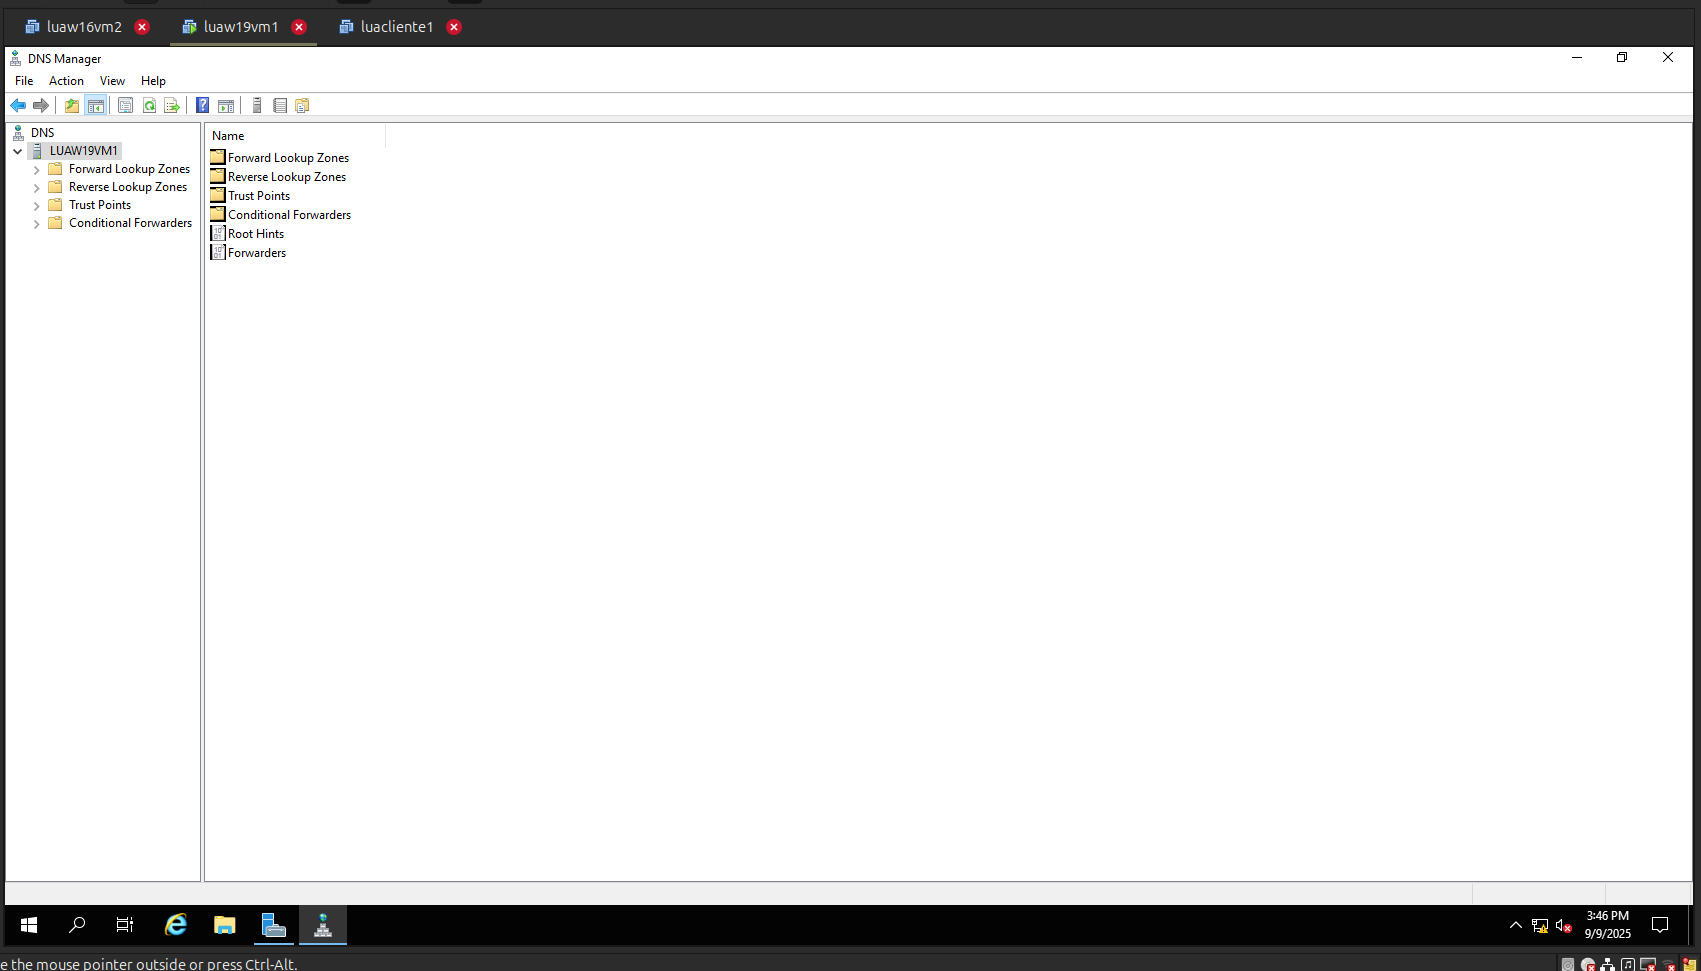 luaw16vm2 luaw19vm1 luacliente1
DNS Manager
File Action View Help
DNS
LUAW19VM1
Forward Lookup Zones
Reverse Lookup Zones
Trust Points
Conditional Forwarders
Name
Forward Lookup Zones
Reverse Lookup Zones
Trust Points
Conditional Forwarders
Root Hints
Forwarders
3:46 PM
9/9/2025
e the mouse pointer outside or press Ctrl-Alt.